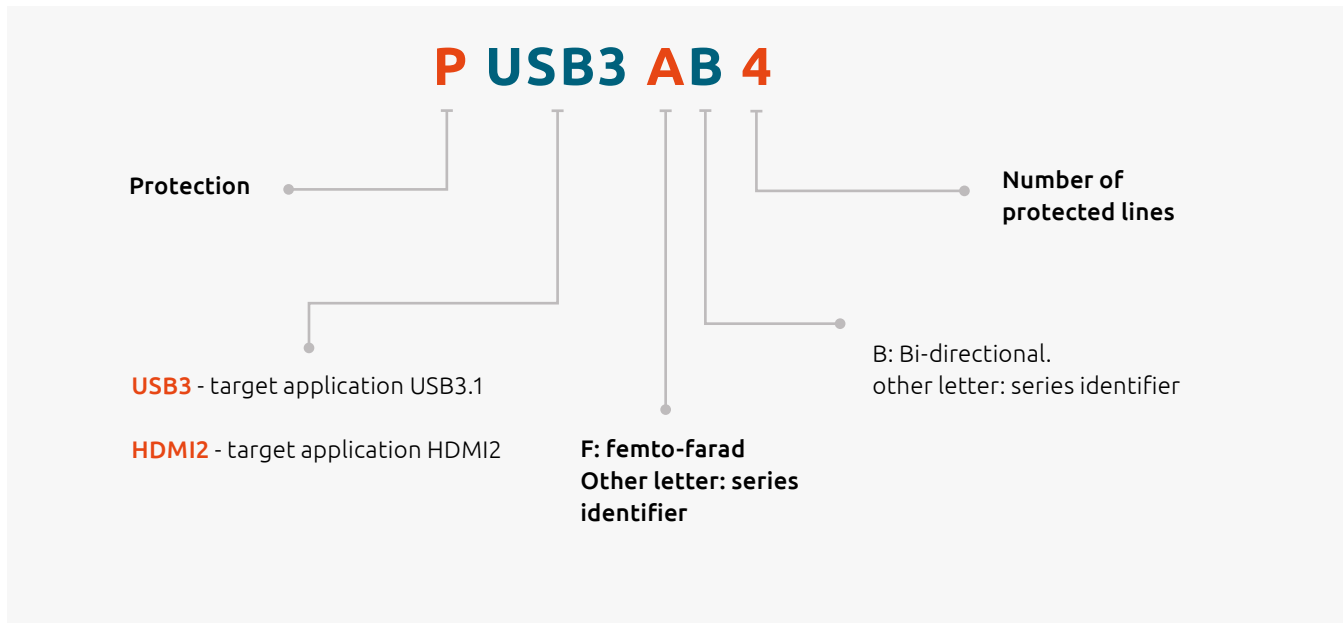 P USB3 AB 4
Protection
Number of
protected lines
B: Bi-directional.
other letter: series identifier
USB3 - target application USB3.1
HDMI2 - target application HDMI2
F: femto-farad
Other letter: series
identifier